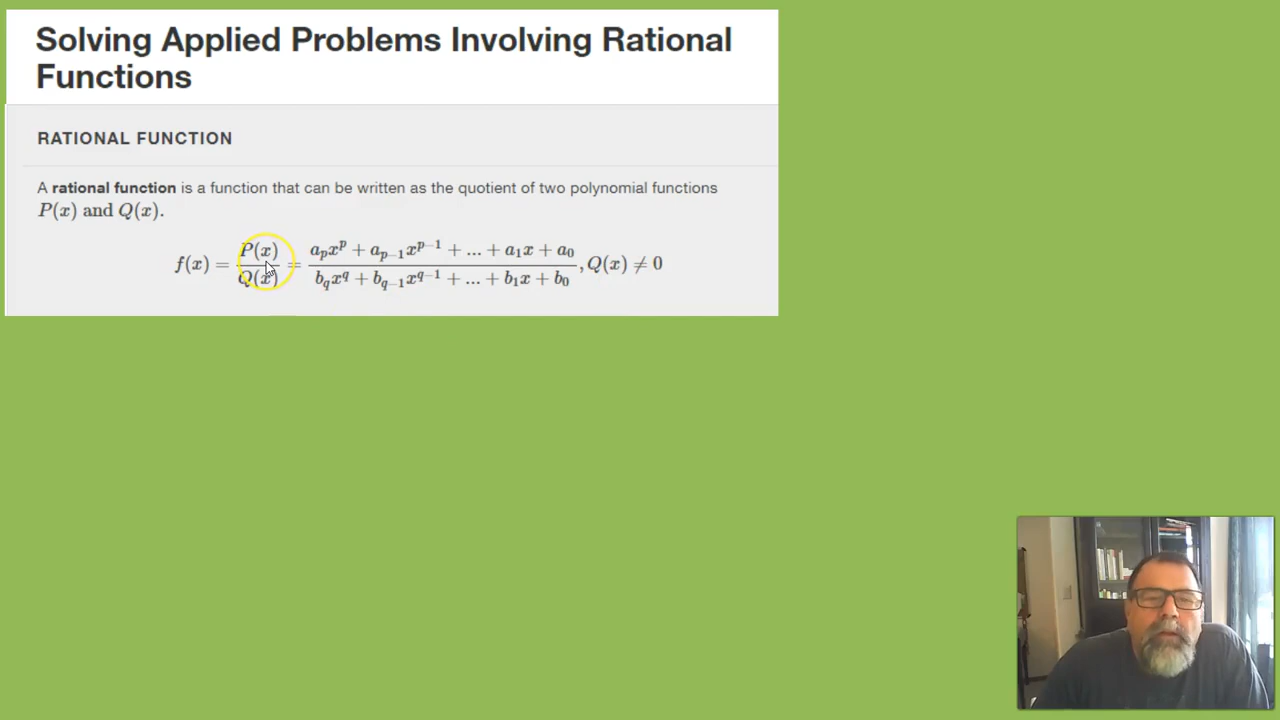 Solving Applied Problems Involving Rational
Functions
RATIONAL FUNCTION
A rational function is a function that can be written as the quotient of two polynomial functions
P(x) and Q(x).
f(x) = P(x)/Q(x) = (a_p x^p + a_{p−1} x^{p−1} + ... + a_1 x + a_0)/(b_q x^q + b_{q−1} x^{q−1} + ... + b_1 x + b_0), Q(x) ≠ 0